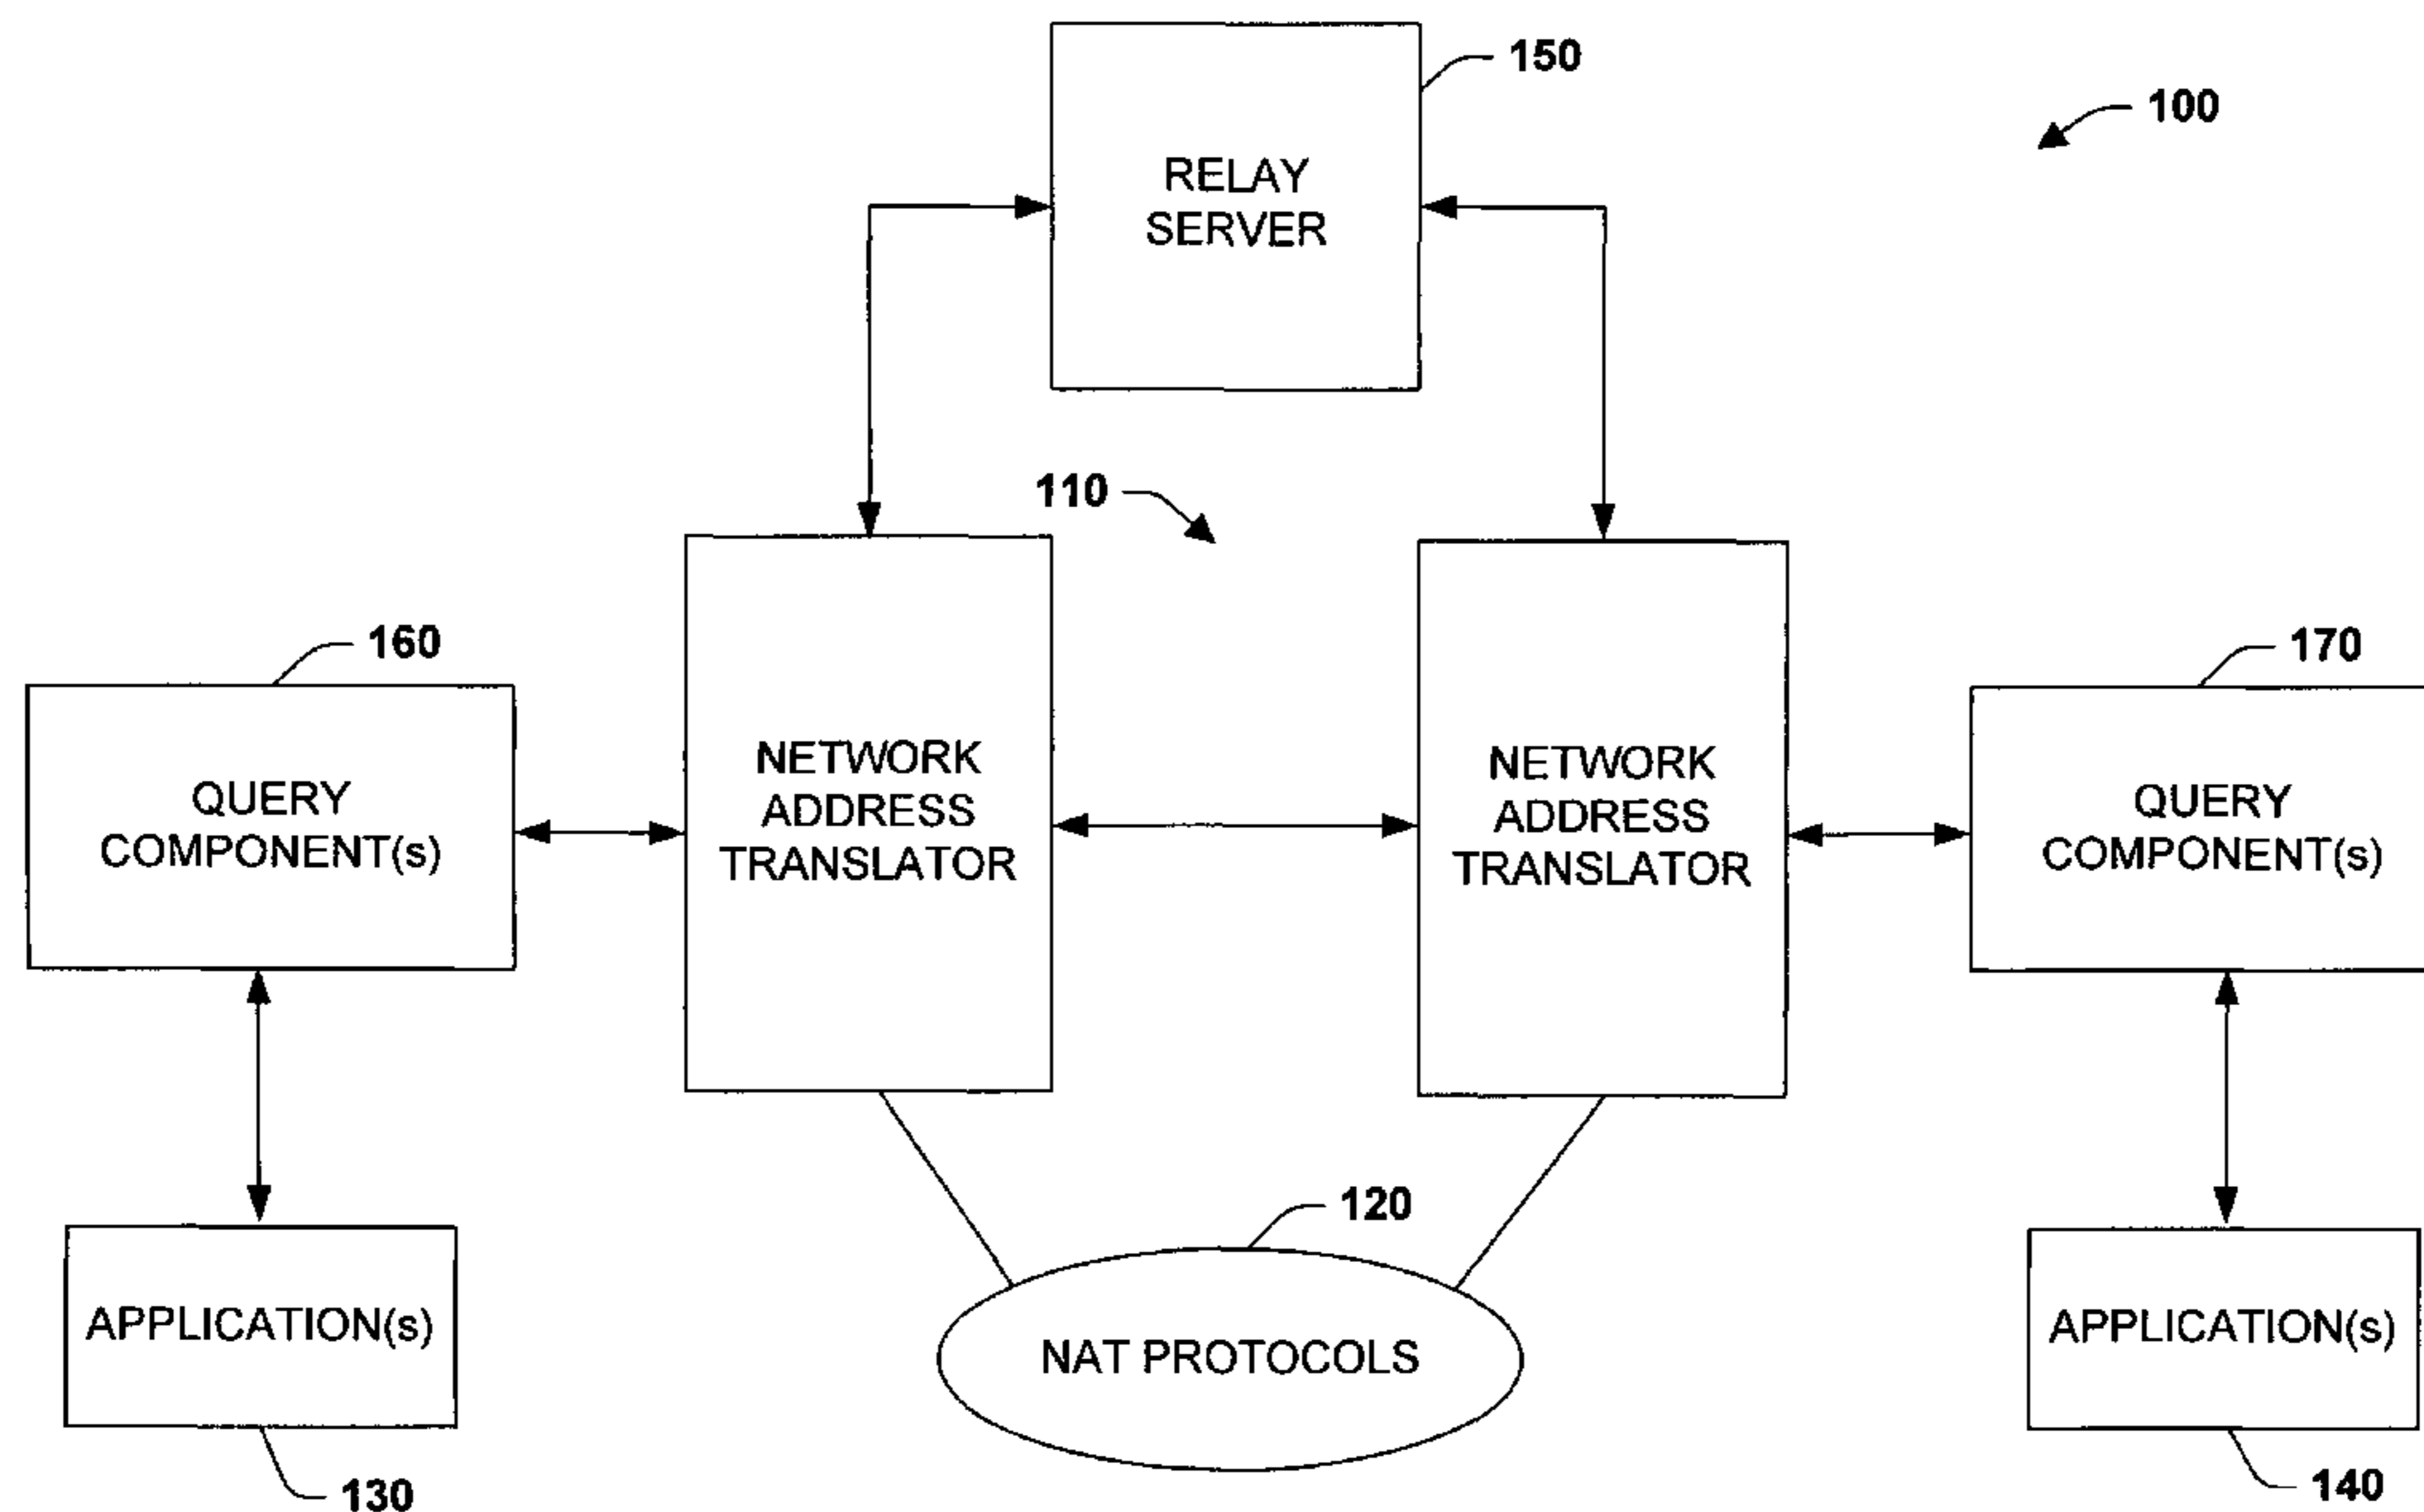 150
100
RELAY
SERVER
110
160
170
NETWORK
ADDRESS
TRANSLATOR
NETWORK
ADDRESS
TRANSLATOR
QUERY
COMPONENT(s)
QUERY
COMPONENT(s)
120
APPLICATION(s)
NAT PROTOCOLS
APPLICATION(s)
130
140